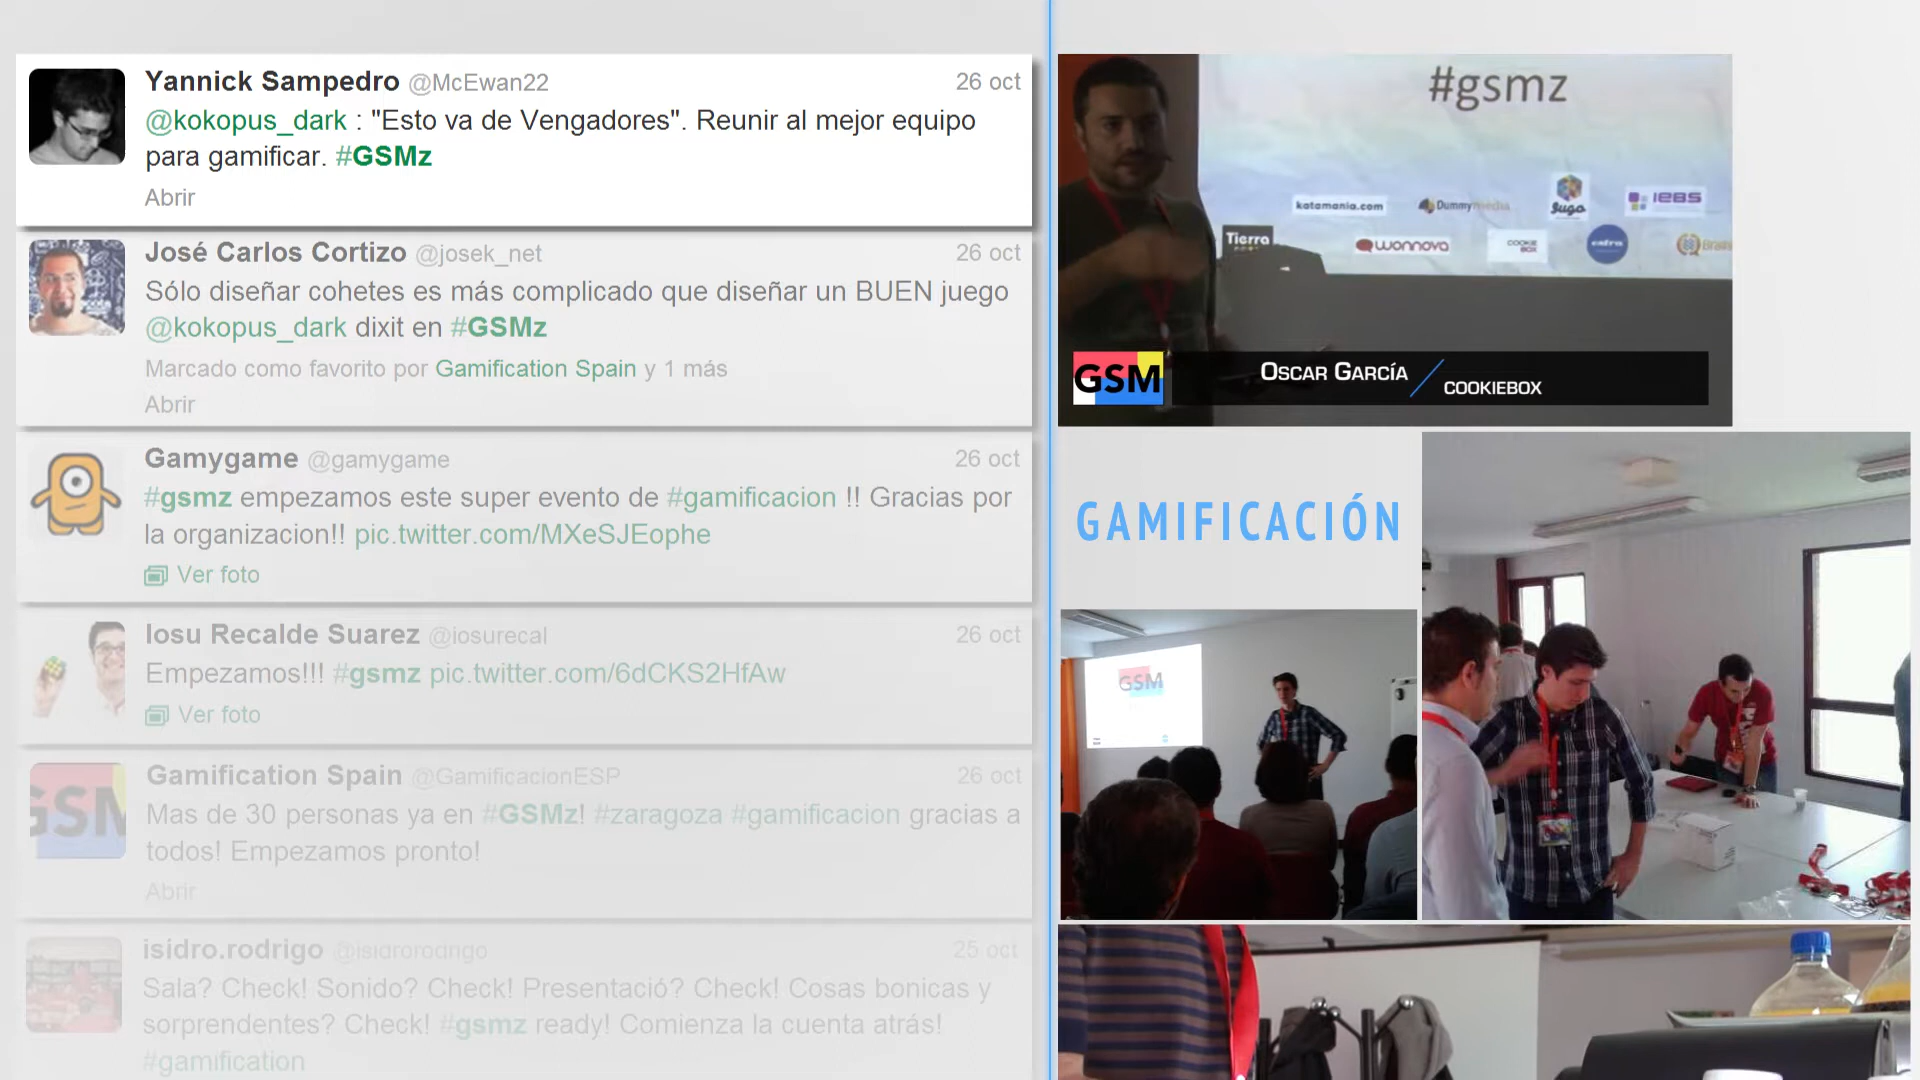 Yannick Sampedro @McEwan22 26 oct
@kokopus_dark : "Esto va de Vengadores". Reunir al mejor equipo
para gamificar. #GSMz
Abrir
José Carlos Cortizo @josek_net 26 oct
Sólo diseñar cohetes es más complicado que diseñar un BUEN juego
@kokopus_dark dixit en #GSMz
Marcado como favorito por Gamification Spain y 1 más
Abrir
Gamygame @gamygame 26 oct
#gsmz empezamos este super evento de #gamificacion !! Gracias por
la organizacion!! pic.twitter.com/MXeSJEophe
Ver foto
Iosu Recalde Suarez @iosurecal 26 oct
Empezamos!!! #gsmz pic.twitter.com/6dCKS2HfAw
Ver foto
Gamification Spain @GamificacionESP 26 oct
GSM
Mas de 30 personas ya en #GSMz! #zaragoza #gamificacion gracias a
todos! Empezamos pronto!
Abrir
isidro.rodrigo @isidrorodrigo 25 oct
Sala? Check! Sonido? Check! Presentació? Check! Cosas bonicas y
sorprendentes? Check! #gsmz ready! Comienza la cuenta atrás!
#gamification
#gsmz
katamania.com Dummymedia Jugo IEBS
Tierra wonnova COOKIE BOX
GSM OSCAR GARCÍA COOKIEBOX
GAMIFICACIÓN
GSM